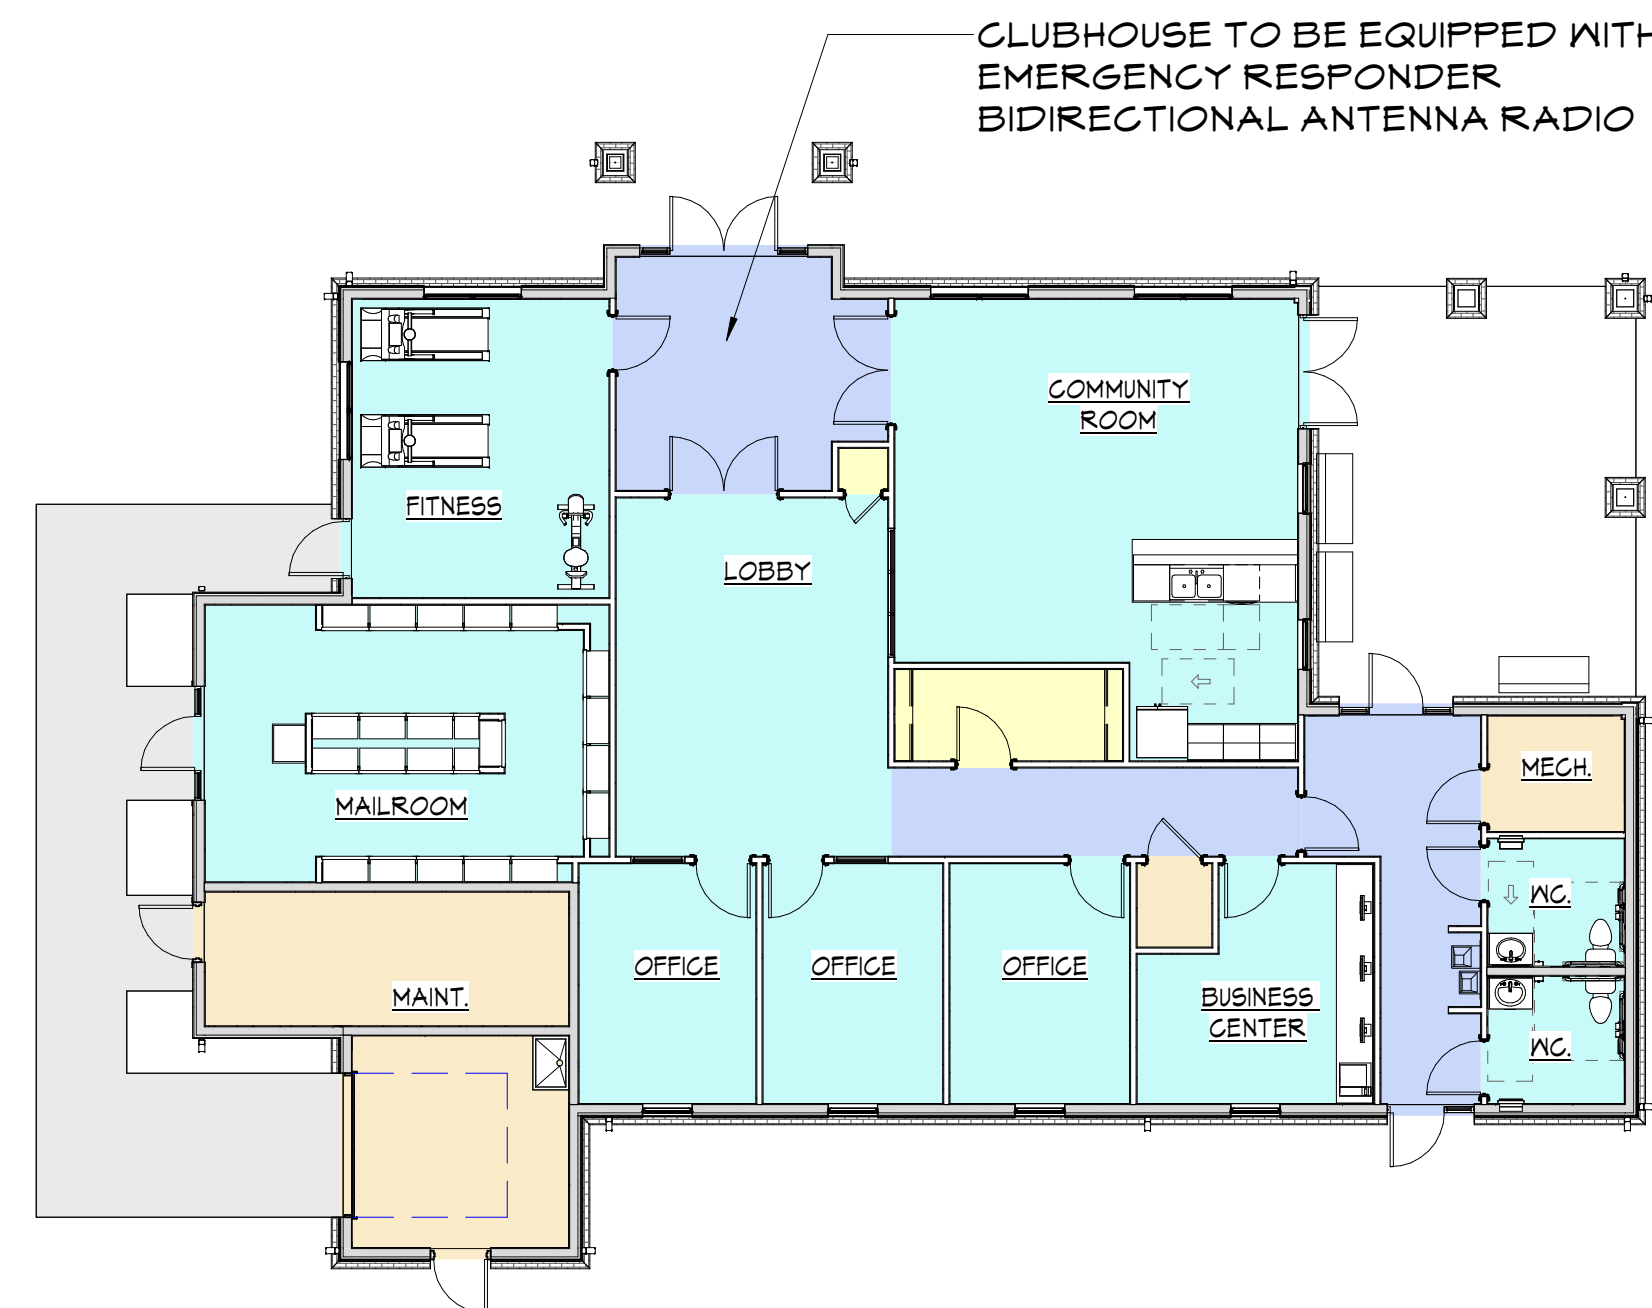 CLUBHOUSE TO BE EQUIPPED WITH
EMERGENCY RESPONDER
BIDIRECTIONAL ANTENNA RADIO
COMMUNITY
ROOM
FITNESS
LOBBY
MECH.
MAILROOM
WC.
OFFICE
OFFICE
OFFICE
MAINT.
BUSINESS
CENTER
WC.